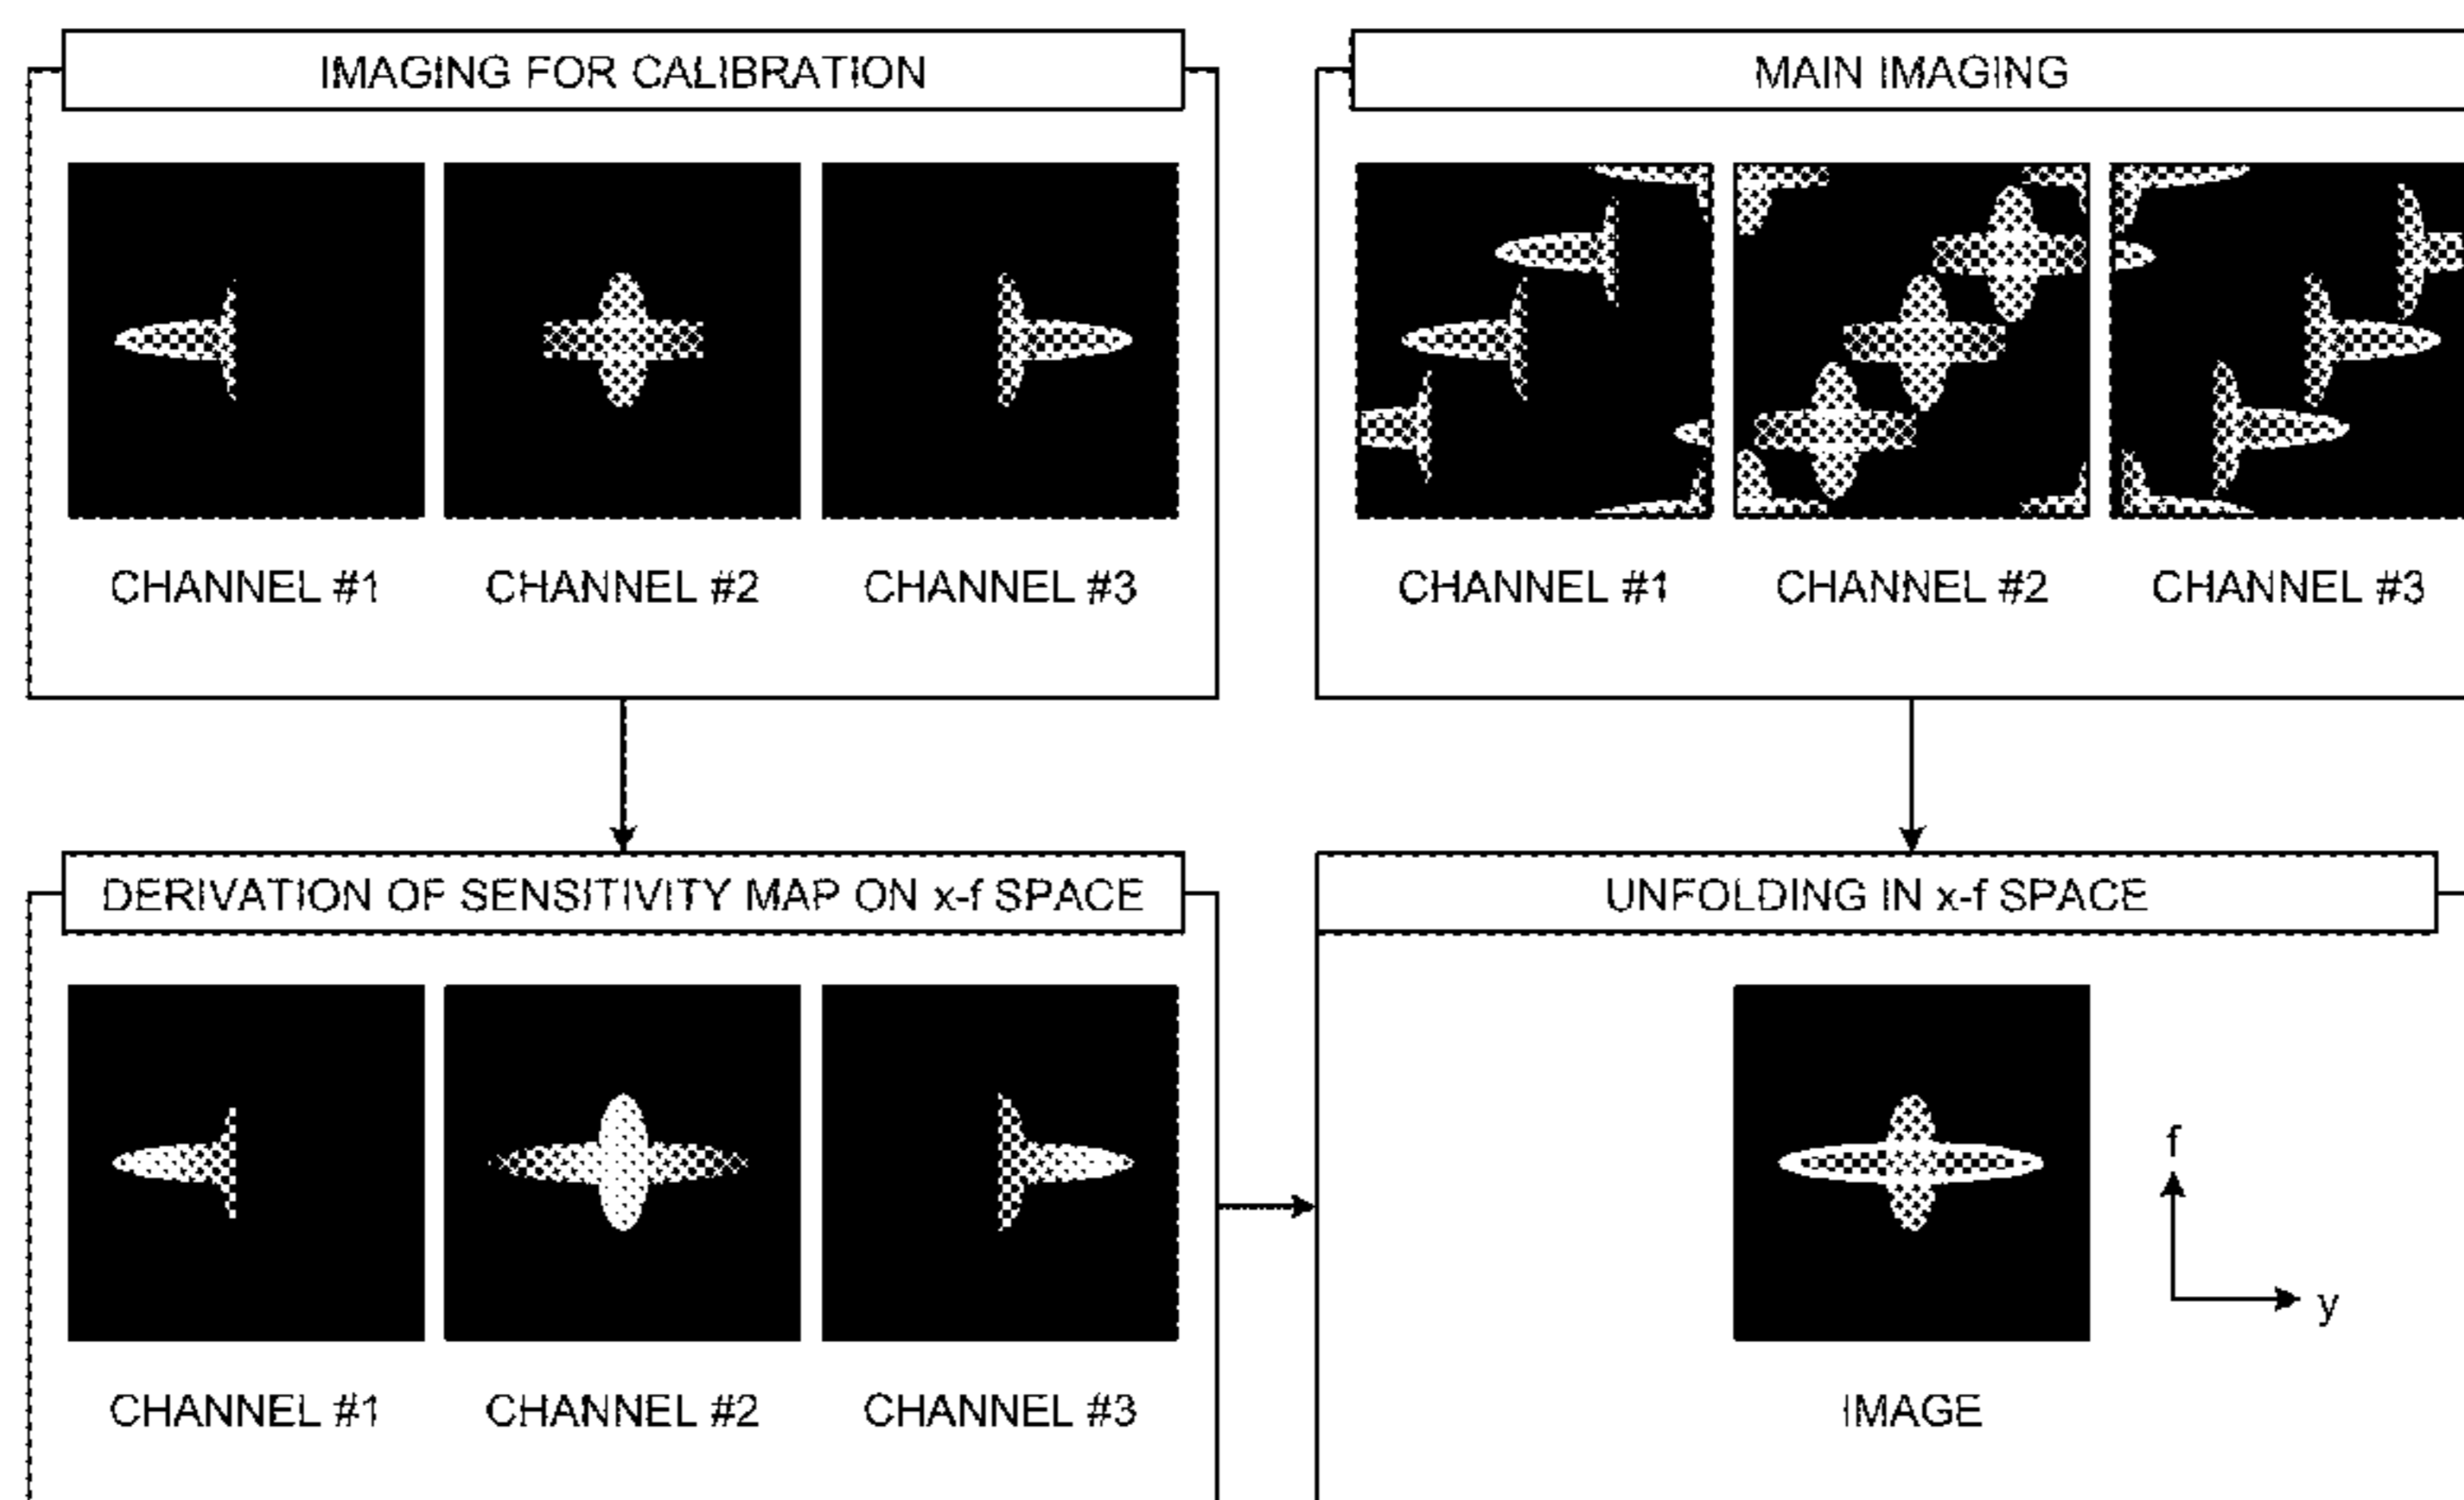 IMAGING FOR CALIBRATION
CHANNEL #1
CHANNEL #2
CHANNEL #3
MAIN IMAGING
CHANNEL #1
CHANNEL #2
CHANNEL #3
DERIVATION OF SENSITIVITY MAP ON x-f SPACE
CHANNEL #1
CHANNEL #2
CHANNEL #3
UNFOLDING IN x-f SPACE
f
y
IMAGE